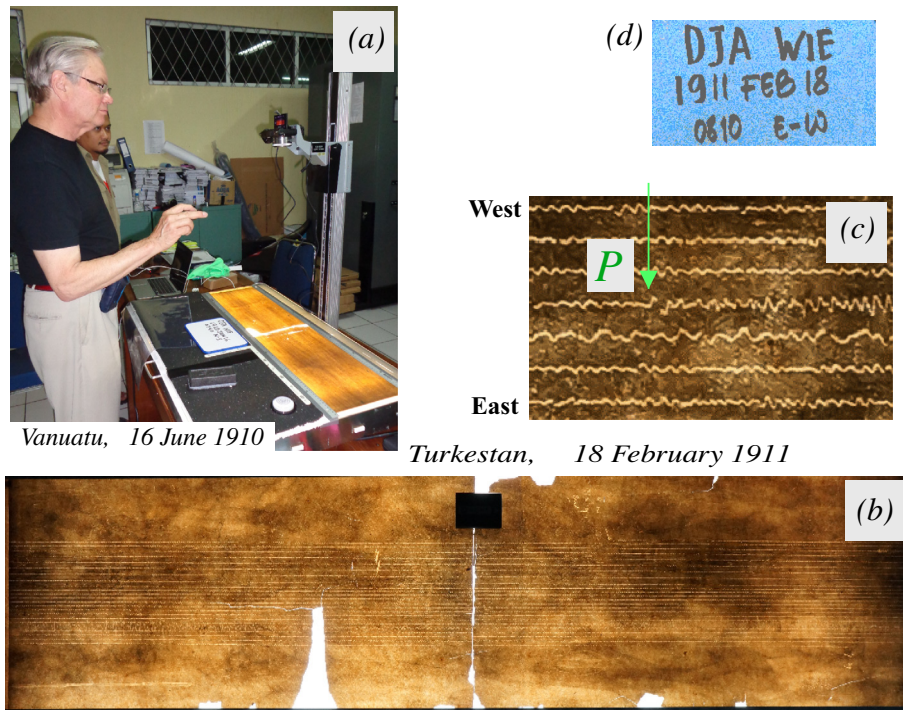 (a)
(d)
DJA WIE
1911 FEB 18
0810 E-W
West
(c)
P
East
Vanuatu, 16 June 1910
Turkestan, 18 February 1911
(b)